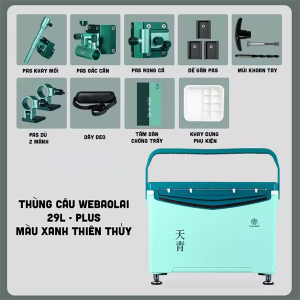 PAS KHAY MỒI
PAS GÁC CẦN
PAS RỌNG CÁ
ĐẾ GẮN PAS
MŨI KHOAN TAY
PAS DÙ
2 MẢNH
DÂY ĐEO
TẤM DÁN
CHỐNG TRẦY
KHAY ĐỰNG
PHỤ KIỆN
THÙNG CÂU WEBAOLAI
29L - PLUS
MÀU XANH THIÊN THỦY
天青